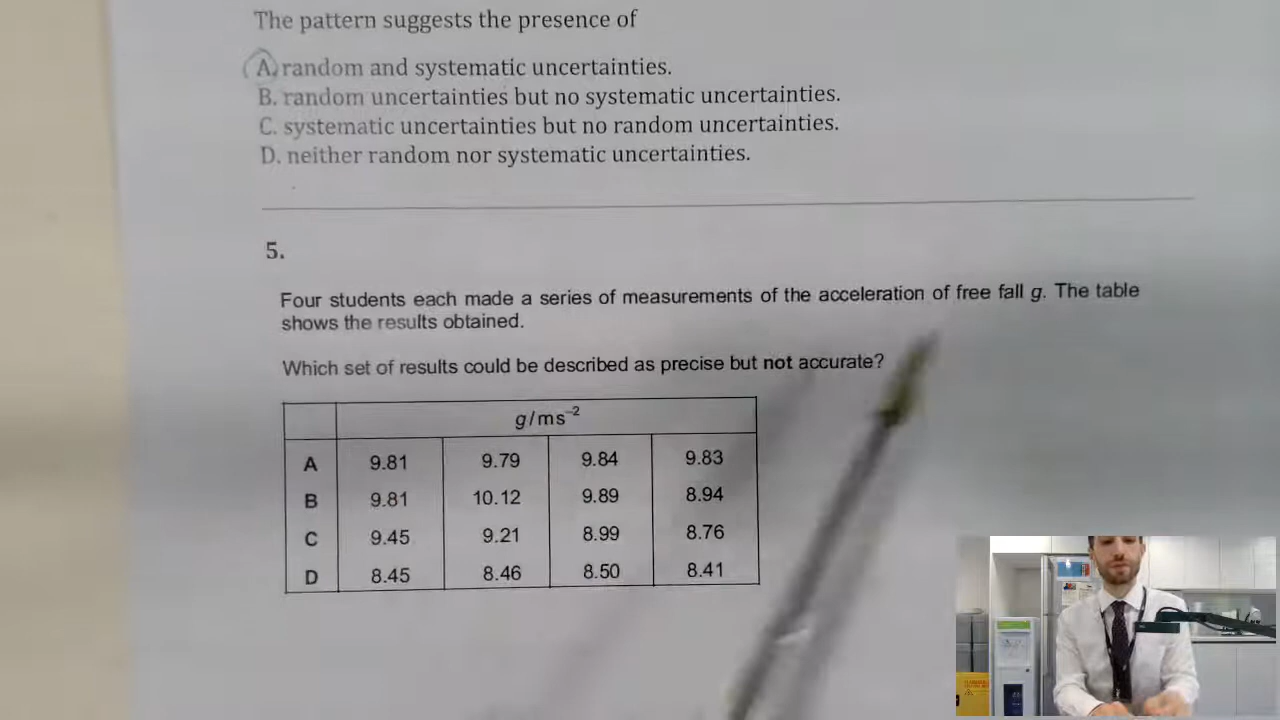 The pattern suggests the presence of
A. random and systematic uncertainties.
B. random uncertainties but no systematic uncertainties.
C. systematic uncertainties but no random uncertainties.
D. neither random nor systematic uncertainties.
5.
Four students each made a series of measurements of the acceleration of free fall g. The table
shows the results obtained.
Which set of results could be described as precise but not accurate?
g/ms⁻²
A 9.81 9.79 9.84 9.83
B 9.81 10.12 9.89 8.94
C 9.45 9.21 8.99 8.76
D 8.45 8.46 8.50 8.41